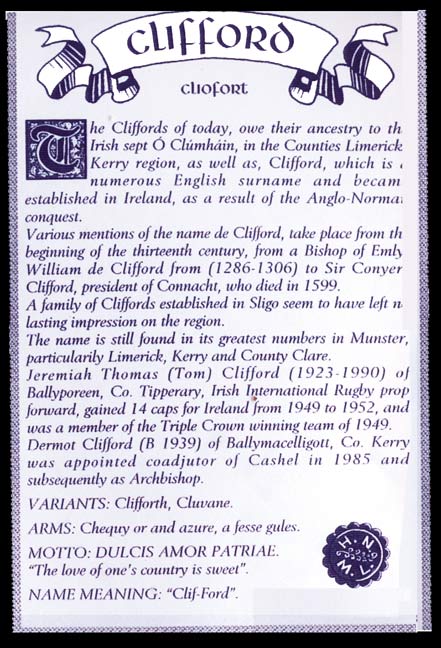 CLIFFORD
CLIOFORT
The Cliffords of today, owe their ancestry to th
Irish sept Ó Clúmháin, in the Counties Limerick
Kerry region, as well as, Clifford, which is
numerous English surname and becam
established in Ireland, as a result of the Anglo-Norma
conquest.
Various mentions of the name de Clifford, take place from th
beginning of the thirteenth century, from a Bishop of Emly
William de Clifford from (1286-1306) to Sir Conyer
Clifford, president of Connacht, who died in 1599.
A family of Cliffords established in Sligo seem to have left n
lasting impression on the region.
The name is still found in its greatest numbers in Munster,
particularily Limerick, Kerry and County Clare.
Jeremiah Thomas (Tom) Clifford (1923-1990) of
Ballyporeen, Co. Tipperary, Irish International Rugby prop
forward, gained 14 caps for Ireland from 1949 to 1952, and
was a member of the Triple Crown winning team of 1949.
Dermot Clifford (B 1939) of Ballymacelligott, Co. Kerry
was appointed coadjutor of Cashel in 1985 and
subsequently as Archbishop.
VARIANTS: Clifforth, Cluvane.
ARMS: Chequy or and azure, a fesse gules.
MOTTO: DULCIS AMOR PATRIAE.
"The love of one's country is sweet".
NAME MEANING: "Clif-Ford".
H. N.
M. L.